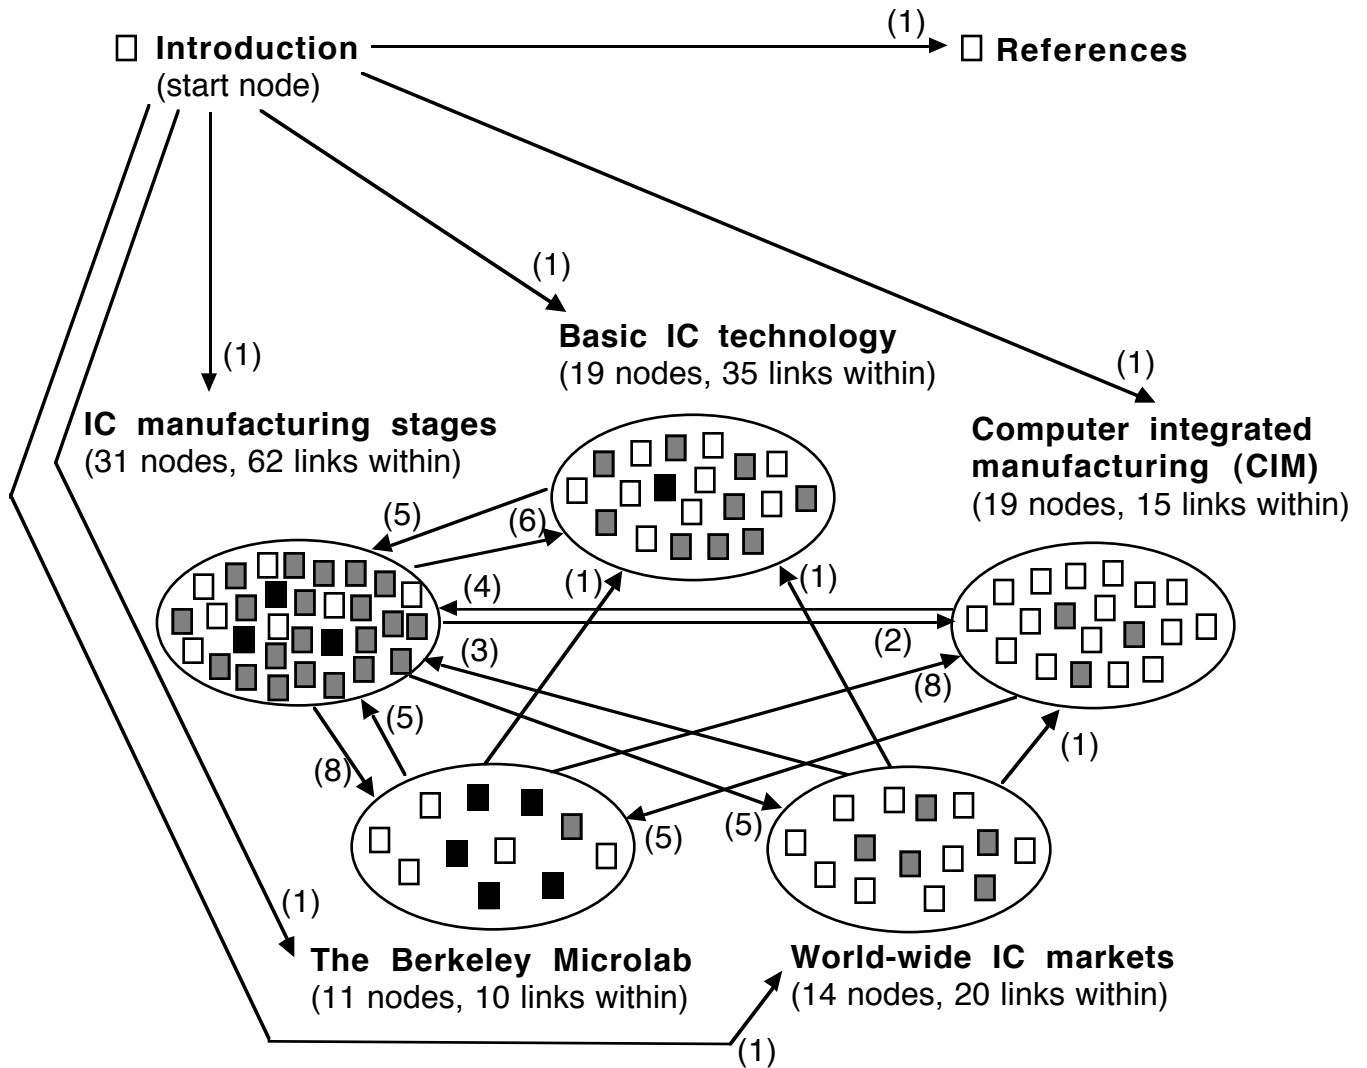 (1)
Introduction
References
(start node)
(1)
Basic IC technology
(19 nodes, 35 links within)
(1)
(1)
IC manufacturing stages
(31 nodes, 62 links within)
Computer integrated
manufacturing (CIM)
(19 nodes, 15 links within)
(5)
(6)
(1)
(1)
(4)
(2)
(3)
(8)
(5)
(1)
(8)
(5)
(5)
(1)
The Berkeley Microlab
(11 nodes, 10 links within)
World-wide IC markets
(14 nodes, 20 links within)
(1)